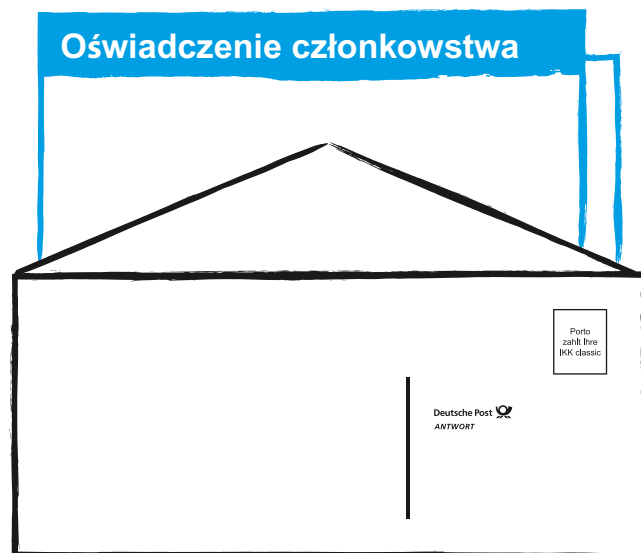 Oświadczenie członkowstwa
Porto
zahlt Ihre
IKK classic
Deutsche Post
ANTWORT